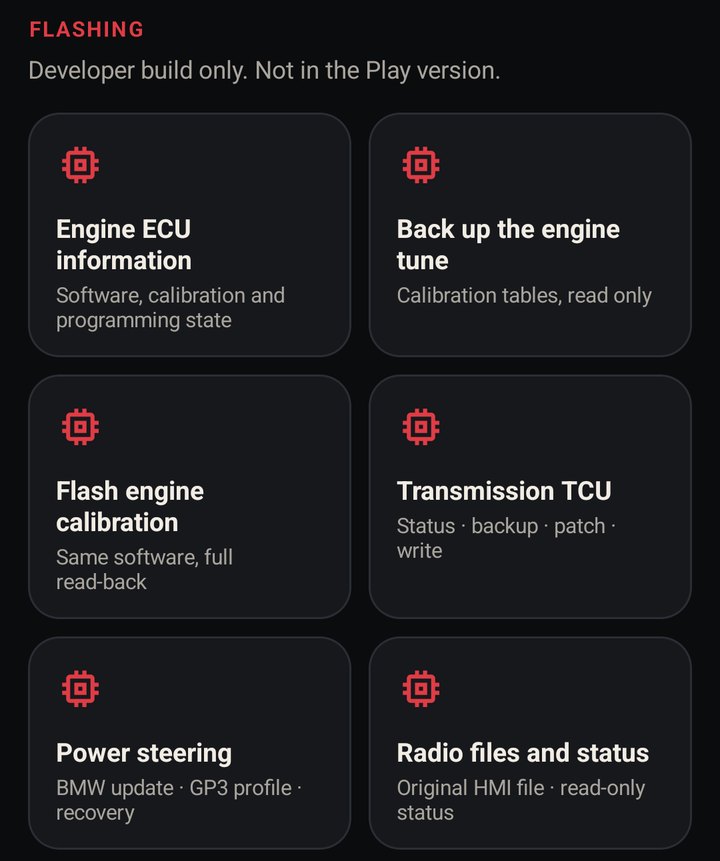 FLASHING
Developer build only. Not in the Play version.
Engine ECU
information
Software, calibration and
programming state
Back up the engine
tune
Calibration tables, read only
Flash engine
calibration
Same software, full
read-back
Transmission TCU
Status · backup · patch ·
write
Power steering
BMW update · GP3 profile ·
recovery
Radio files and status
Original HMI file · read-only
status